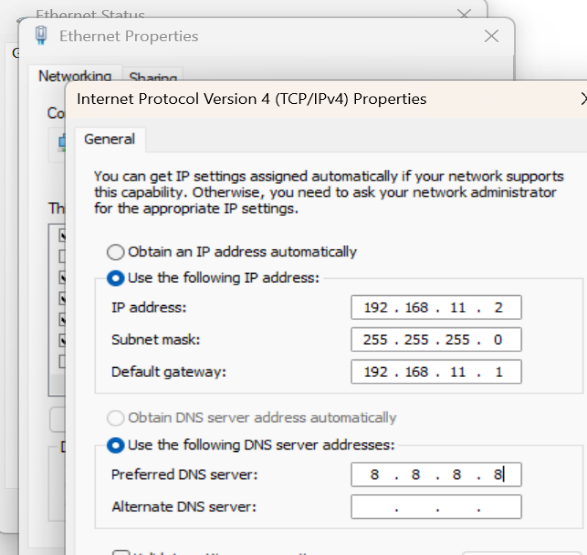 Ethernet Status
Ethernet Properties
Networking
Sharing
Internet Protocol Version 4 (TCP/IPv4) Properties
General
You can get IP settings assigned automatically if your network supports
this capability. Otherwise, you need to ask your network administrator
for the appropriate IP settings.
Obtain an IP address automatically
Use the following IP address:
IP address: 192 . 168 . 11 . 2
Subnet mask: 255 . 255 . 255 . 0
Default gateway: 192 . 168 . 11 . 1
Obtain DNS server address automatically
Use the following DNS server addresses:
Preferred DNS server: 8 . 8 . 8 . 8
Alternate DNS server: . . .